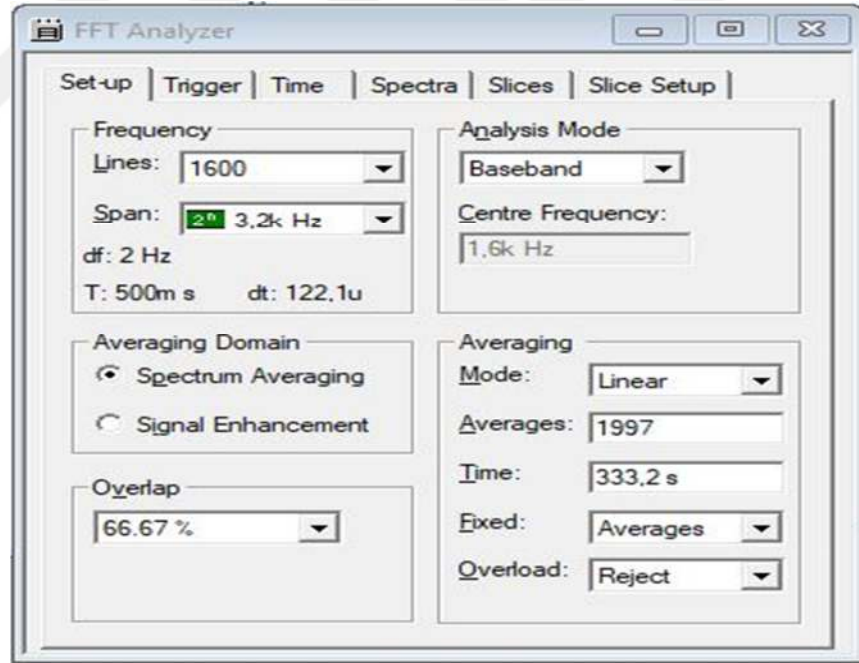 FFT Analyzer
Set-up Trigger Time Spectra Slices Slice Setup
Frequency
Lines: 1600
Span: 2ⁿ 3,2k Hz
df: 2 Hz
T: 500m s dt: 122,1u
Analysis Mode
Baseband
Centre Frequency:
1,6k Hz
Averaging Domain
Spectrum Averaging
Signal Enhancement
Overlap
66.67 %
Averaging
Mode: Linear
Averages: 1997
Time: 333,2 s
Fixed: Averages
Overload: Reject